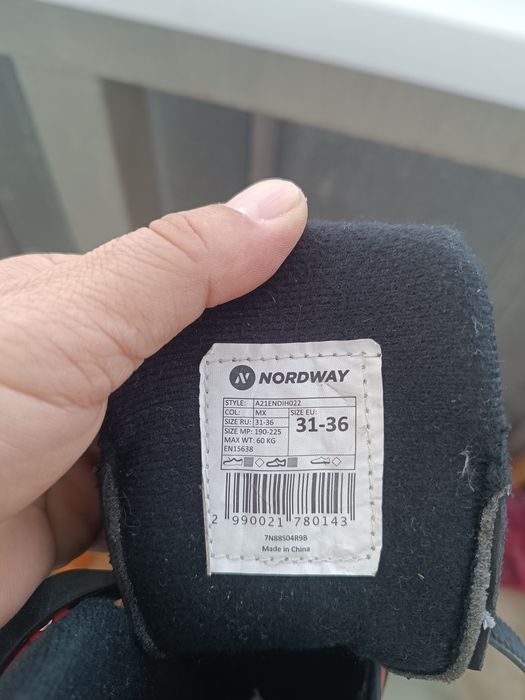 NORDWAY
STYLE: A21ENDIH022
COL: MX
SIZE RU: 31-36
SIZE MP: 190-225
MAX WT: 60 KG
EN15638
SIZE EU:
31-36
2 990021 780143
7N88S04R9B
Made in China